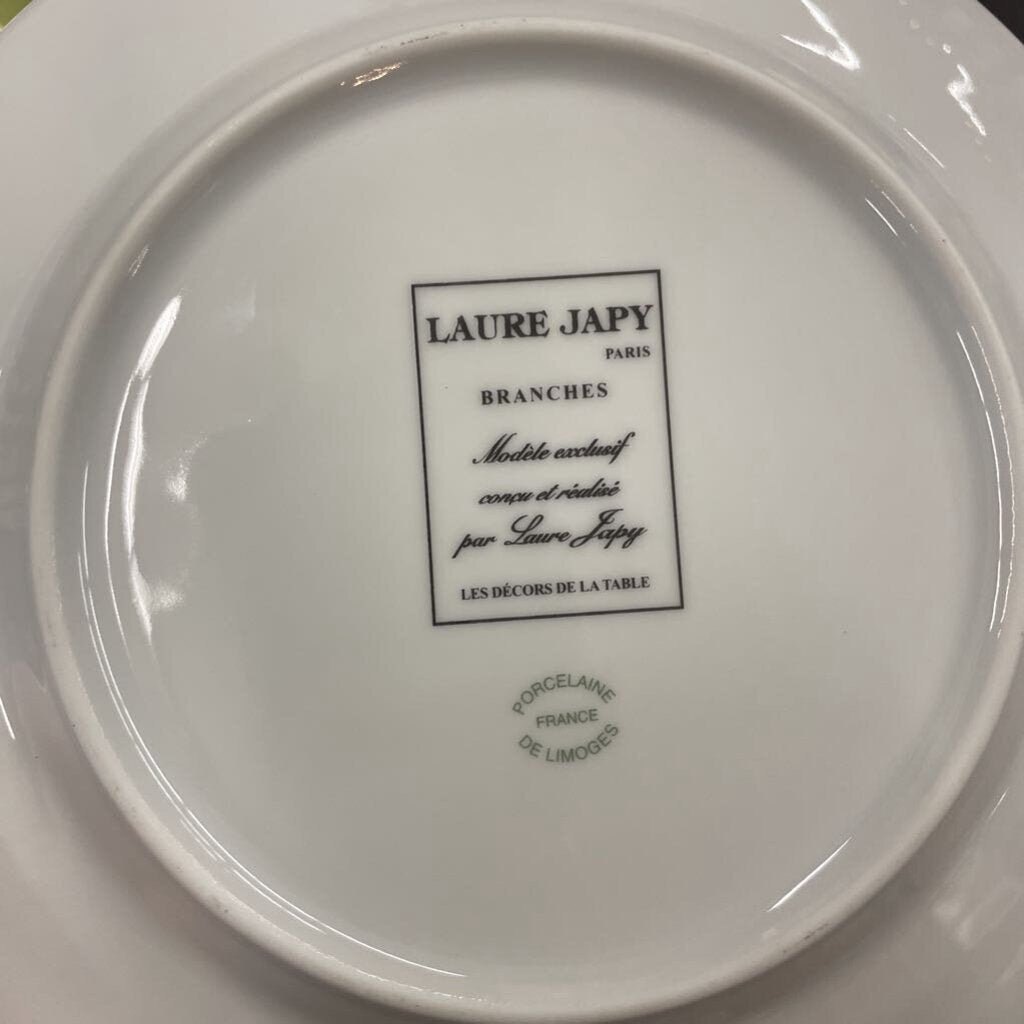 LAURE JAPY
PARIS
BRANCHES
Modèle exclusif
conçu et réalisé
par Laure Japy
LES DÉCORS DE LA TABLE
PORCELAINE
FRANCE
DE LIMOGES